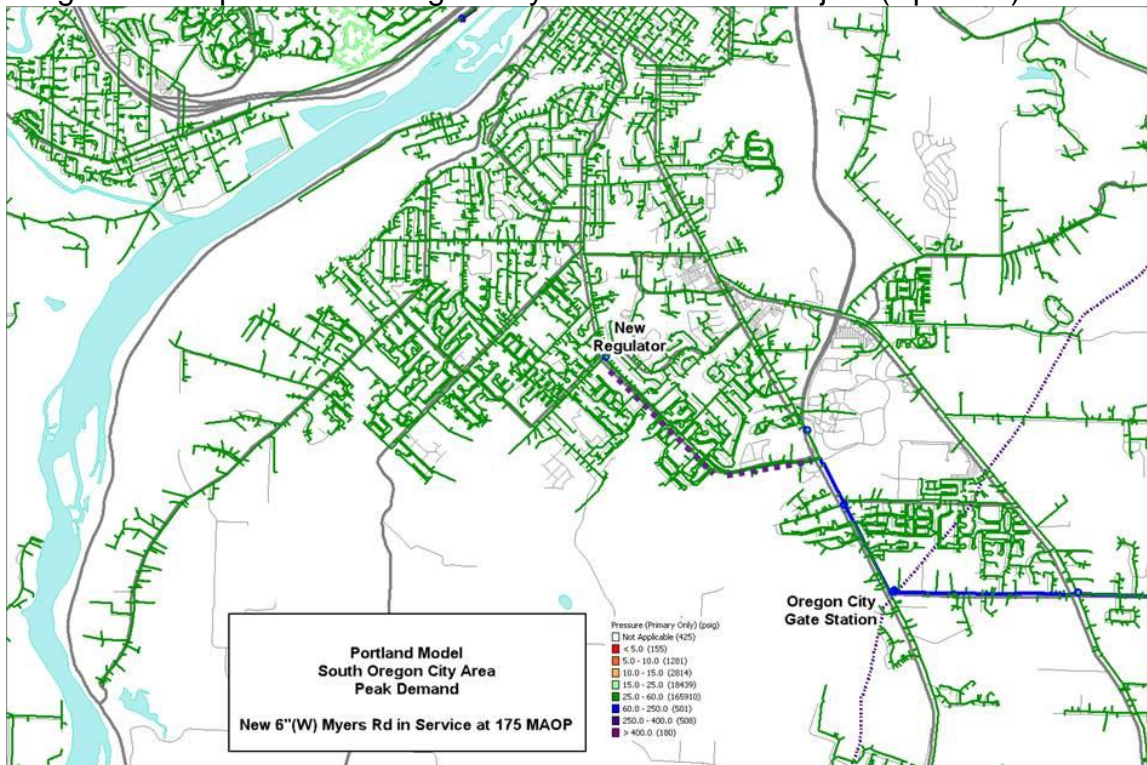 New
Regulator
Oregon City
Gate Station
Portland Model
South Oregon City Area
Peak Demand
New 6"(W) Myers Rd in Service at 175 MAOP
Pressure (Primary Only) (psig)
Not Applicable (425)
< 5.0 (155)
5.0 - 10.0 (1281)
10.0 - 15.0 (2814)
15.0 - 25.0 (18439)
25.0 - 60.0 (165910)
60.0 - 250.0 (501)
250.0 - 400.0 (508)
> 400.0 (180)